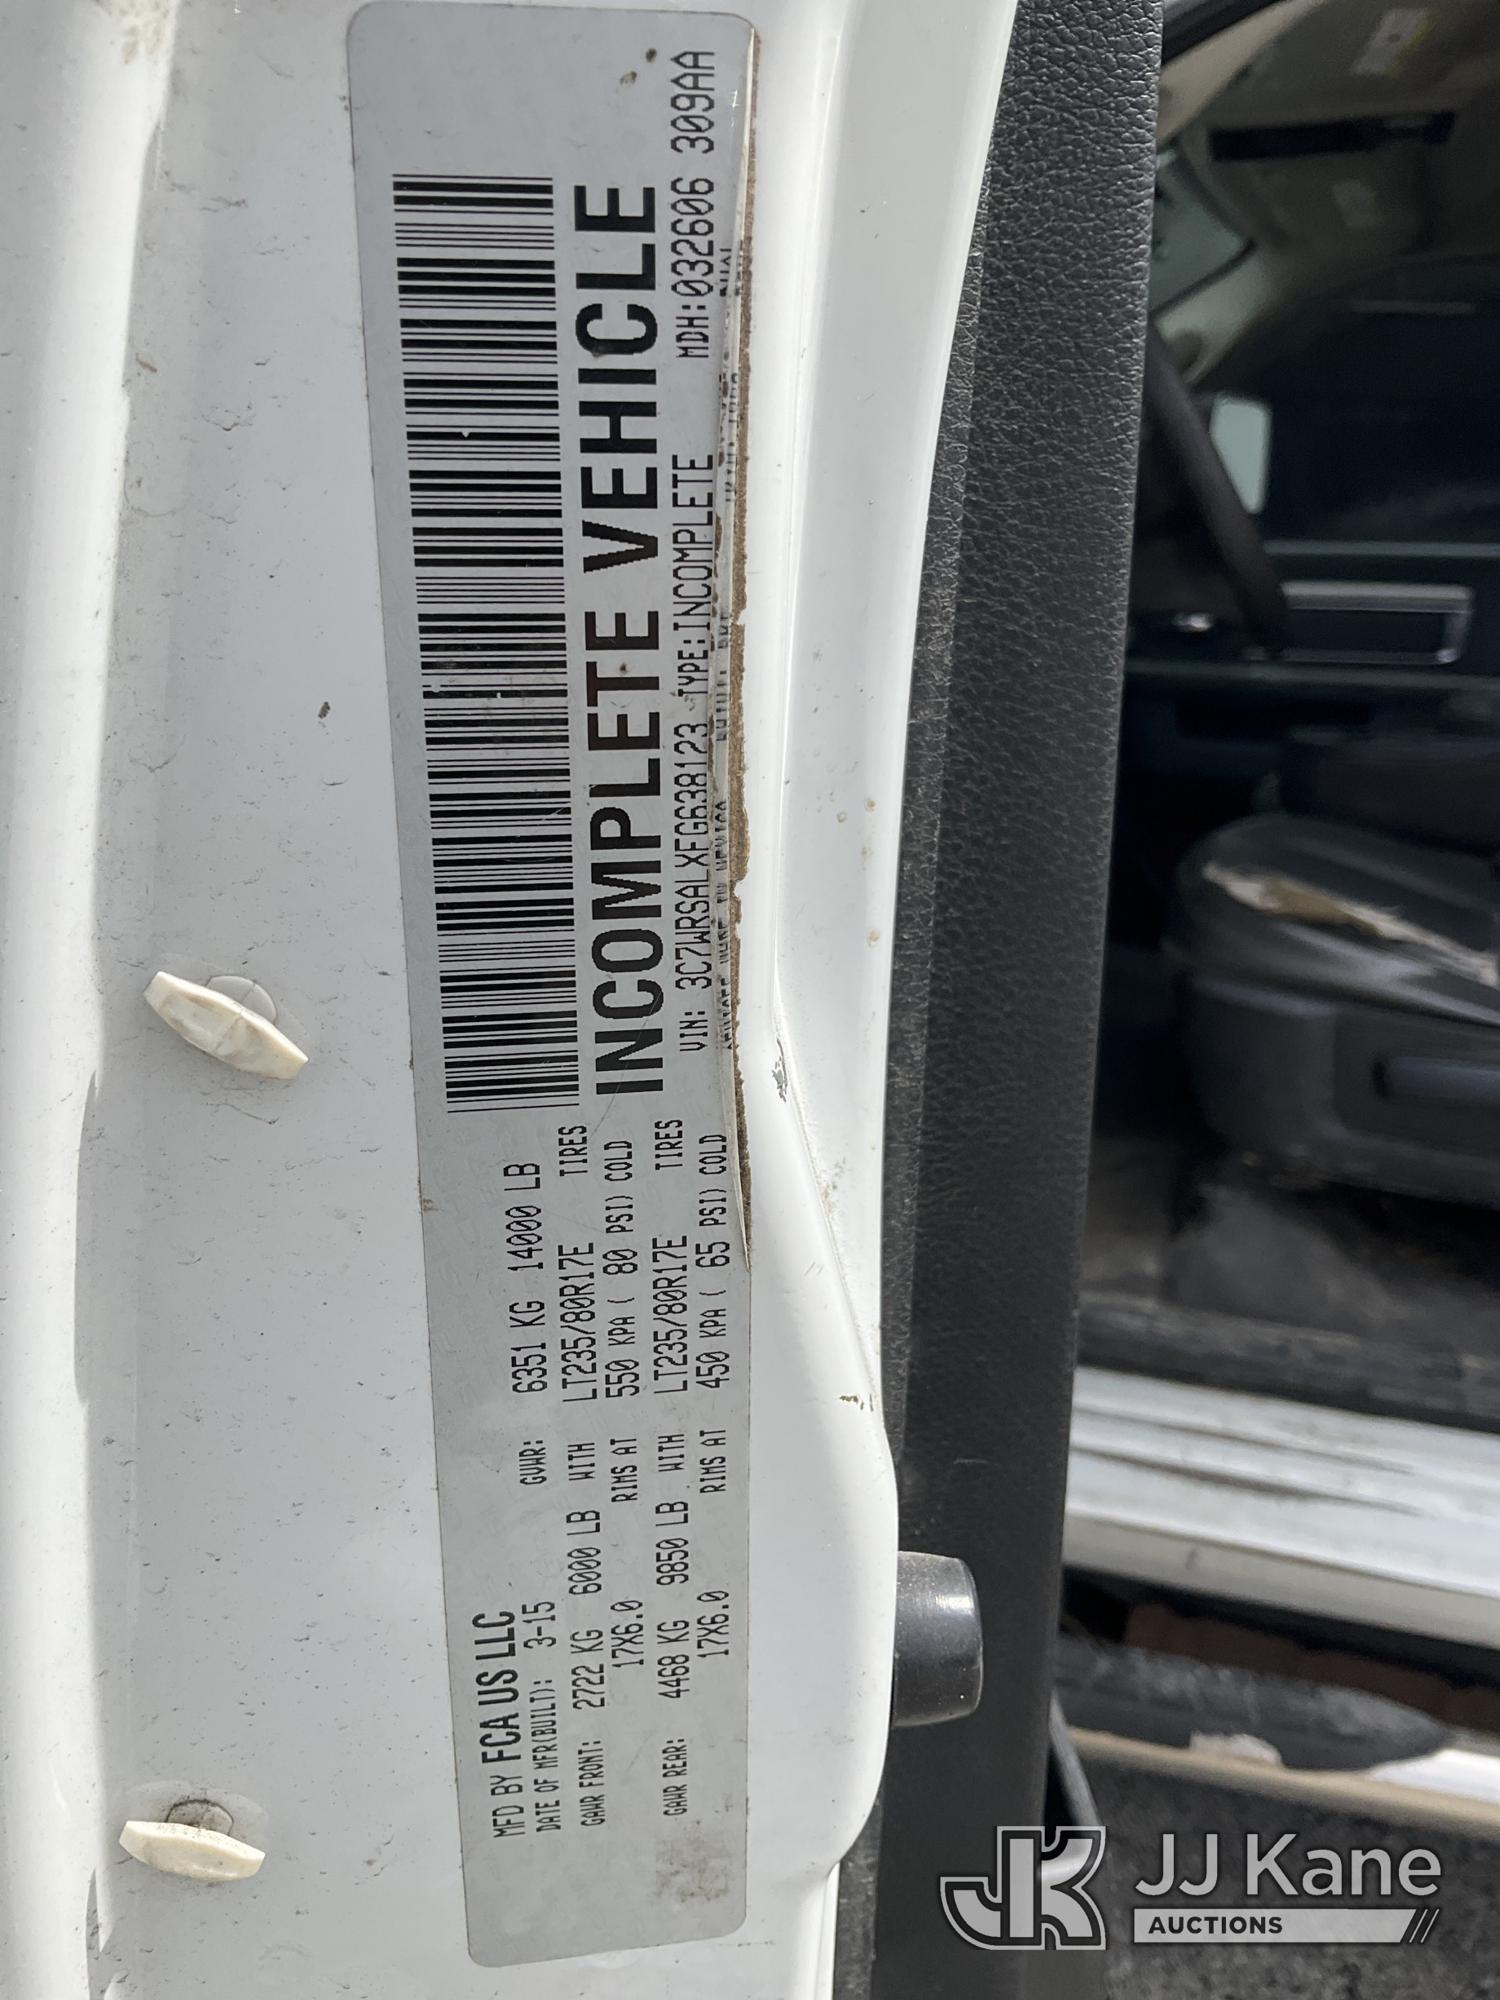 MFD BY FCA US LLC
DATE OF MFR(BUILT): 3-15 GVWR: 6351 KG 14000 LB
GAWR FRONT: 2722 KG 6000 LB WITH LT235/80R17E TIRES
17X6.0 RIMS AT 550 KPA ( 80 PSI) COLD
GAWR REAR: 4468 KG 9850 LB WITH LT235/80R17E TIRES
17X6.0 RIMS AT 450 KPA ( 65 PSI) COLD
INCOMPLETE VEHICLE
VIN: 3C7WRSALXFG638123 TYPE:INCOMPLETE MDH:032606 309AA
JK JJ Kane
AUCTIONS